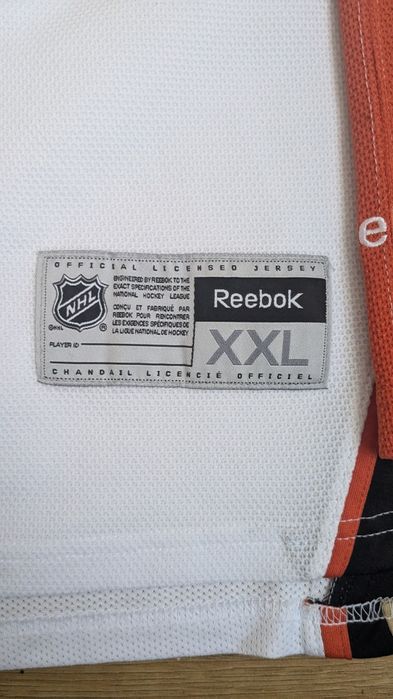 OFFICIAL LICENSED JERSEY
NHL
©NHL
®
ENGINEERED BY REEBOK TO THE
EXACT SPECIFICATIONS OF THE
NATIONAL HOCKEY LEAGUE
CONÇU ET FABRIQUÉ PAR
REEBOK POUR RENCONTRER
LES EXIGENCES SPÉCIFIQUES DE
LA LIGUE NATIONAL DE HOCKEY
PLAYER ID
Reebok
XXL
CHANDAIL LICENCIÉ OFFICIEL
e